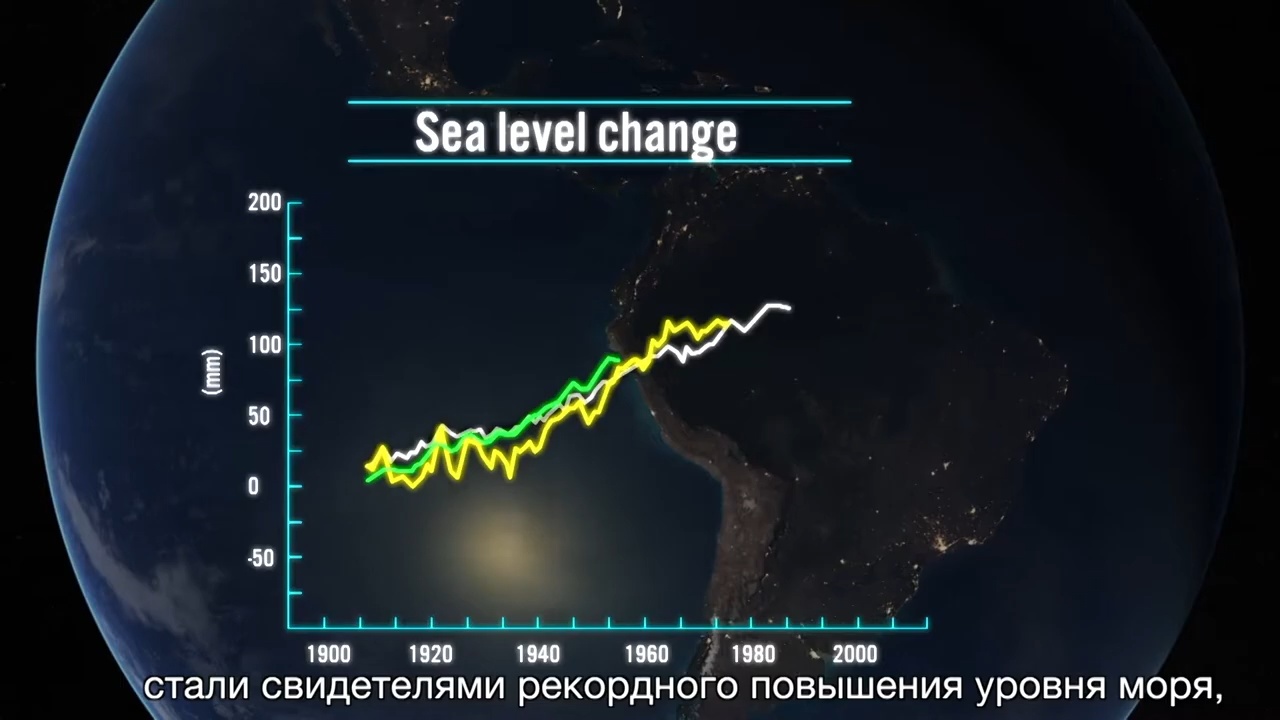 Sea level change
200
150
100
50
0
-50
(mm)
1900 1920 1940 1960 1980 2000
стали свидетелями рекордного повышения уровня моря,